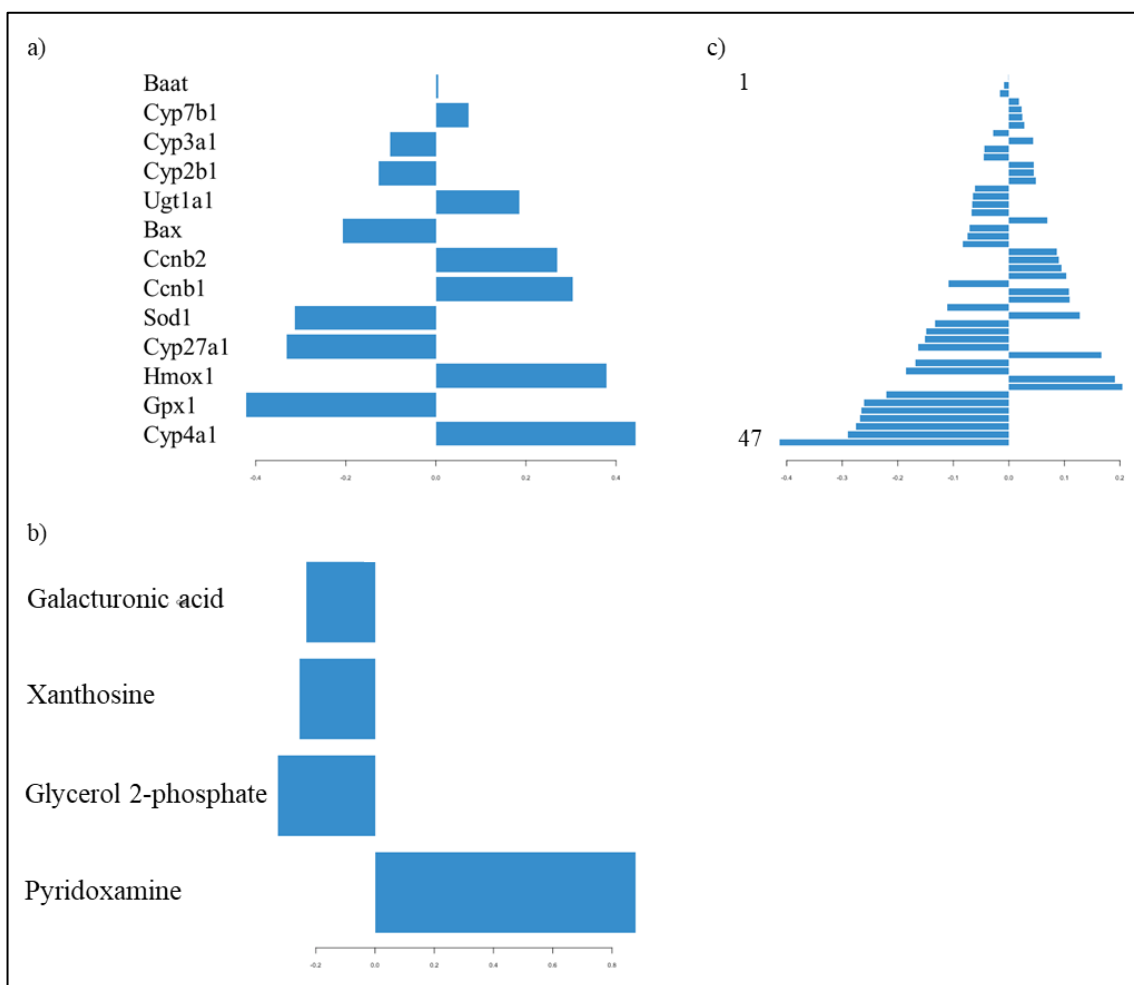 a)
Baat
Cyp7b1
Cyp3a1
Cyp2b1
Ugt1a1
Bax
Ccnb2
Ccnb1
Sod1
Cyp27a1
Hmox1
Gpx1
Cyp4a1
-0.4 -0.2 0.0 0.2 0.4
c)
1
47
-0.4 -0.3 -0.2 -0.1 0.0 0.1 0.2
b)
Galacturonic acid
Xanthosine
Glycerol 2-phosphate
Pyridoxamine
-0.2 0.0 0.2 0.4 0.6 0.8